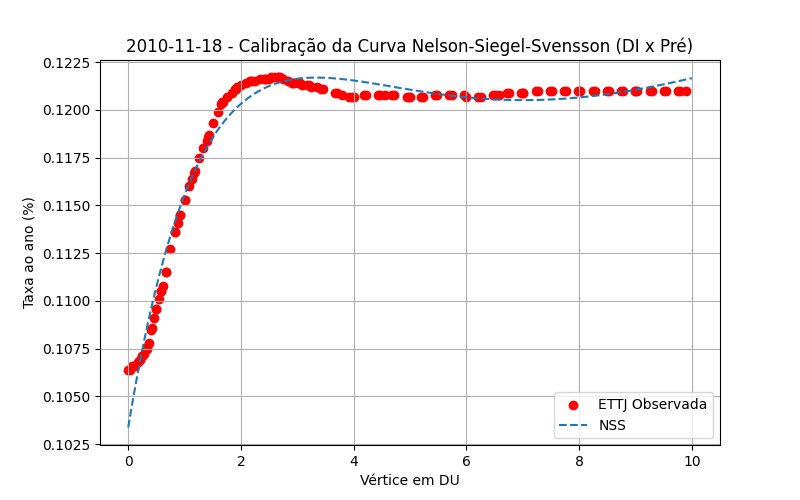 2010-11-18 - Calibração da Curva Nelson-Siegel-Svensson (DI x Pré)
Taxa ao ano (%)
0.1225
0.1200
0.1175
0.1150
0.1125
0.1100
0.1075
0.1050
0.1025
ETTJ Observada
NSS
0 2 4 6 8 10
Vértice em DU